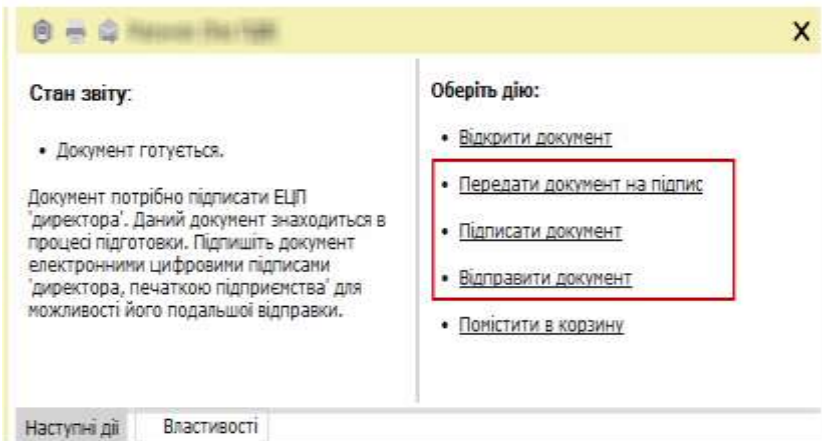 X
Стан звіту:
• Документ готується.
Документ потрібно підписати ЕЦП
'директора'. Даний документ знаходиться в
процесі підготовки. Підпишіть документ
електронними цифровими підписами
'директора, печаткою підприємства' для
можливості його подальшої відправки.
Оберіть дію:
• Відкрити документ
• Передати документ на підпис
• Підписати документ
• Відправити документ
• Помістити в корзину
Наступні дії
Властивості